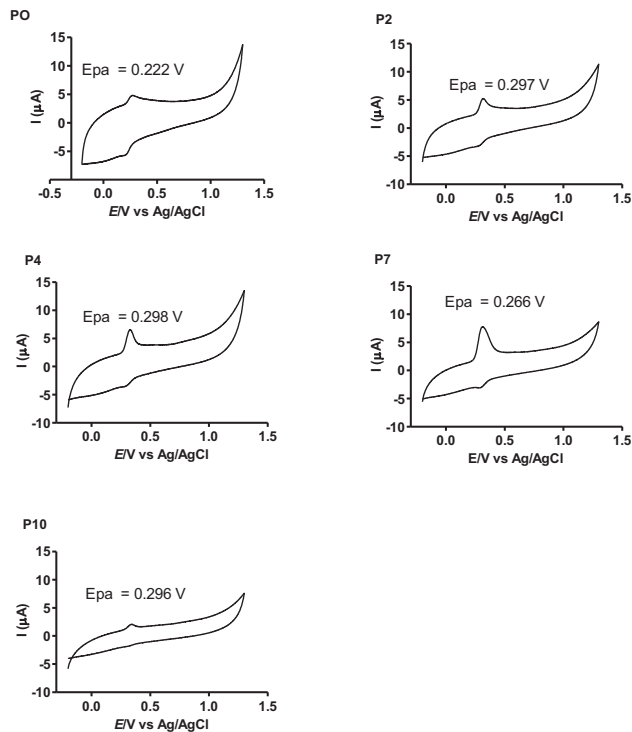 PO
Epa = 0.222 V
15
10
5
0
-5
I (μA)
-0.5 0.0 0.5 1.0 1.5
E/V vs Ag/AgCl
P2
Epa = 0.297 V
15
10
5
0
-5
-10
I (μA)
0.0 0.5 1.0 1.5
E/V vs Ag/AgCl
P4
Epa = 0.298 V
15
10
5
0
-5
-10
I (μA)
0.0 0.5 1.0 1.5
E/V vs Ag/AgCl
P7
Epa = 0.266 V
15
10
5
0
-5
-10
I (μA)
0.0 0.5 1.0 1.5
E/V vs Ag/AgCl
P10
Epa = 0.296 V
15
10
5
0
-5
-10
I (μA)
0.0 0.5 1.0 1.5
E/V vs Ag/AgCl